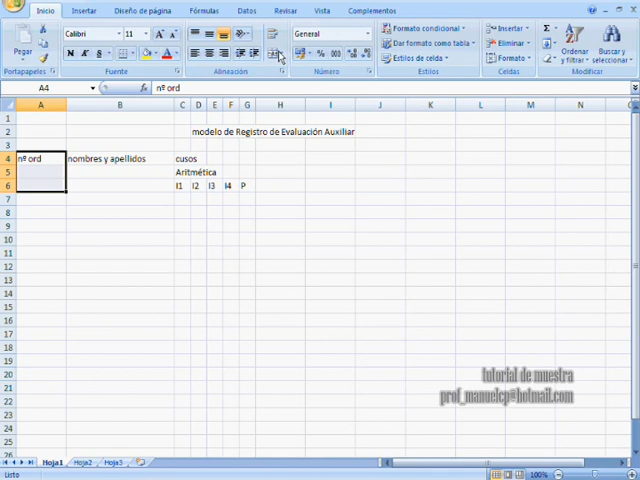 Inicio Insertar Diseño de página Fórmulas Datos Revisar Vista Complementos
Pegar
Calibri 11
N K S
General
% 000
Formato condicional
Dar formato como tabla
Estilos de celda
Insertar
Eliminar
Formato
Ordenar y filtrar
Buscar y seleccionar
Portapapeles Fuente Alineación Número Estilos Celdas Modificar
A4 fx nº ord
A B C D E F G H I J K L M N
1
2 modelo de Registro de Evaluación Auxiliar
3
4 nº ord nombres y apellidos cusos
5 Aritmética
6 I1 I2 I3 I4 P
7
8
9
10
11
12
13
14
15
16
17
18
19
20
21
22
23
24
25
26
tutorial de muestra
prof_manuelcp@hotmail.com
Hoja1 Hoja2 Hoja3
Listo 100%